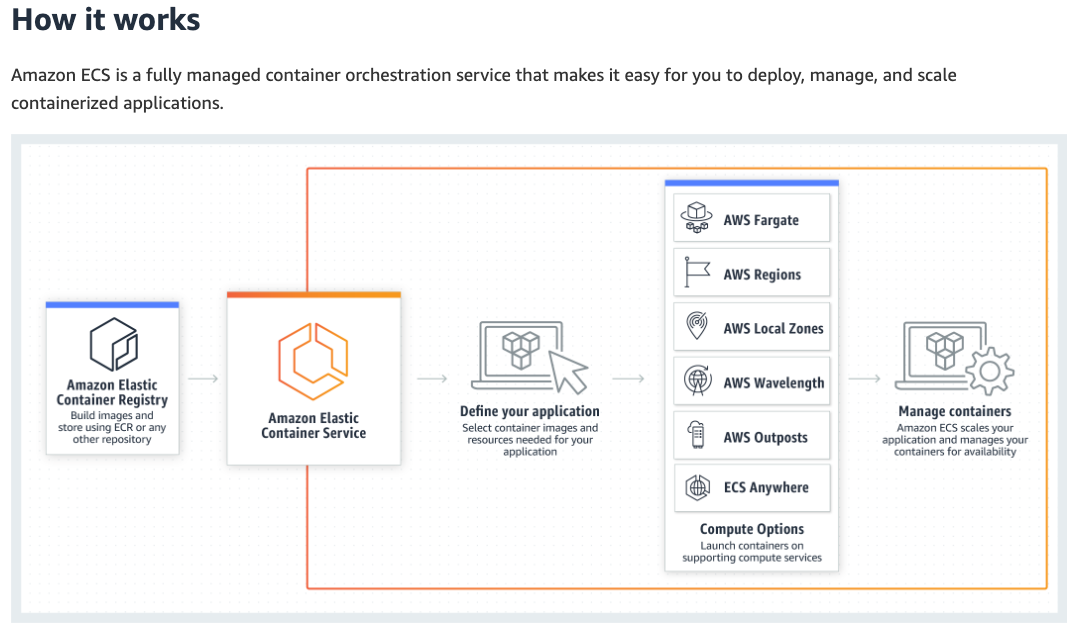 How it works
Amazon ECS is a fully managed container orchestration service that makes it easy for you to deploy, manage, and scale
containerized applications.
Amazon Elastic
Container Registry
Build images and
store using ECR or any
other repository
Amazon Elastic
Container Service
Define your application
Select container images and
resources needed for your
application
AWS Fargate
AWS Regions
AWS Local Zones
AWS Wavelength
AWS Outposts
ECS Anywhere
Compute Options
Launch containers on
supporting compute services
Manage containers
Amazon ECS scales your
application and manages your
containers for availability